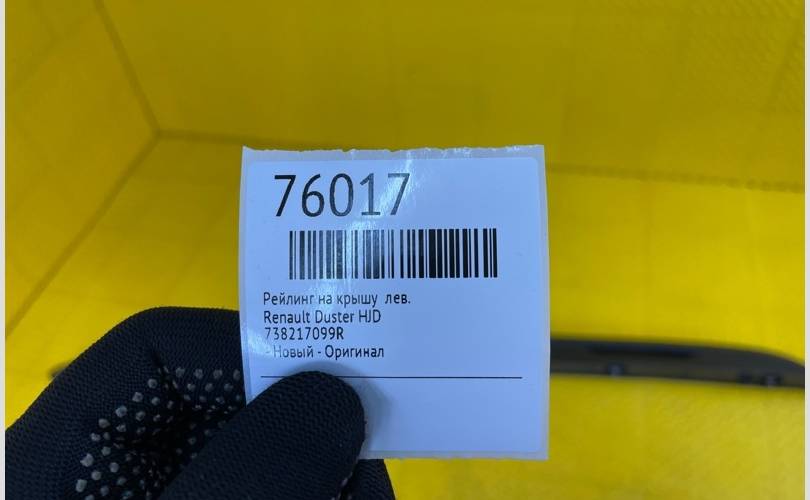 76017
Рейлинг на крышу лев.
Renault Duster HJD
738217099R
- Новый - Оригинал